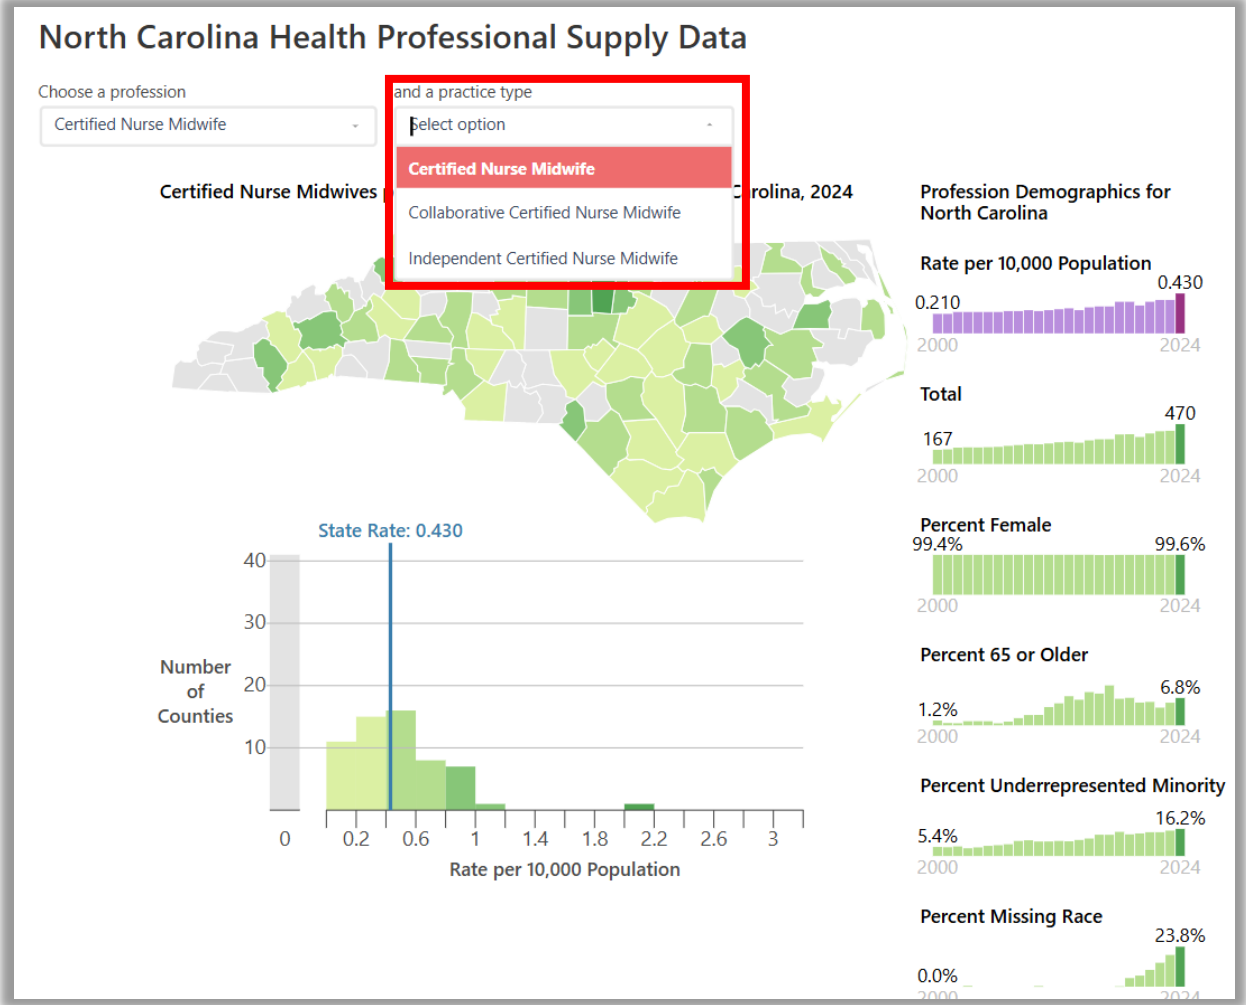 North Carolina Health Professional Supply Data
Choose a profession
and a practice type
Certified Nurse Midwife
Select option
Certified Nurse Midwife
Collaborative Certified Nurse Midwife
Independent Certified Nurse Midwife
Certified Nurse Midwives
Carolina, 2024
Profession Demographics for
North Carolina
Rate per 10,000 Population
0.210
0.430
2000
2024
Total
167
470
2000
2024
Percent Female
99.4%
99.6%
2000
2024
Percent 65 or Older
1.2%
6.8%
2000
2024
Percent Underrepresented Minority
5.4%
16.2%
2000
2024
Percent Missing Race
0.0%
23.8%
2000
2024
State Rate: 0.430
40
30
20
10
Number
of
Counties
0
0.2
0.6
1
1.4
1.8
2.2
2.6
3
Rate per 10,000 Population